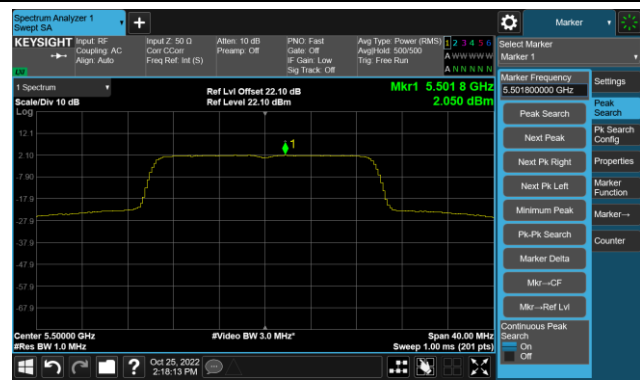 Spectrum Analyzer 1
Swept SA
+
Marker
KEYSIGHT
Input: RF
Coupling: AC
Align: Auto
Input Z: 50 Ω
Corr CCorr
Freq Ref: Int (S)
Atten: 10 dB
Preamp: Off
PNO: Fast
Gate: Off
IF Gain: Low
Sig Track: Off
Avg Type: Power (RMS)
Avg|Hold: 500/500
Trig: Free Run
1 2 3 4 5 6
A W W W W W
A N N N N N
LW
Select Marker
Marker 1
1 Spectrum
Scale/Div 10 dB
Log
Ref Lvl Offset 22.10 dB
Ref Level 22.10 dBm
Mkr1 5.501 8 GHz
2.050 dBm
12.1
2.10
-7.90
-17.9
-27.9
-37.9
-47.9
-57.9
-67.9
1
Center 5.50000 GHz
#Res BW 1.0 MHz
#Video BW 3.0 MHz*
Span 40.00 MHz
Sweep 1.00 ms (201 pts)
Marker Frequency
5.501800000 GHz
Peak Search
Next Peak
Next Pk Right
Next Pk Left
Minimum Peak
Pk-Pk Search
Marker Delta
Mkr→CF
Mkr→Ref Lvl
Continuous Peak
Search
On
Off
Settings
Peak
Search
Pk Search
Config
Properties
Marker
Function
Marker→
Counter
?
Oct 25, 2022
2:18:13 PM